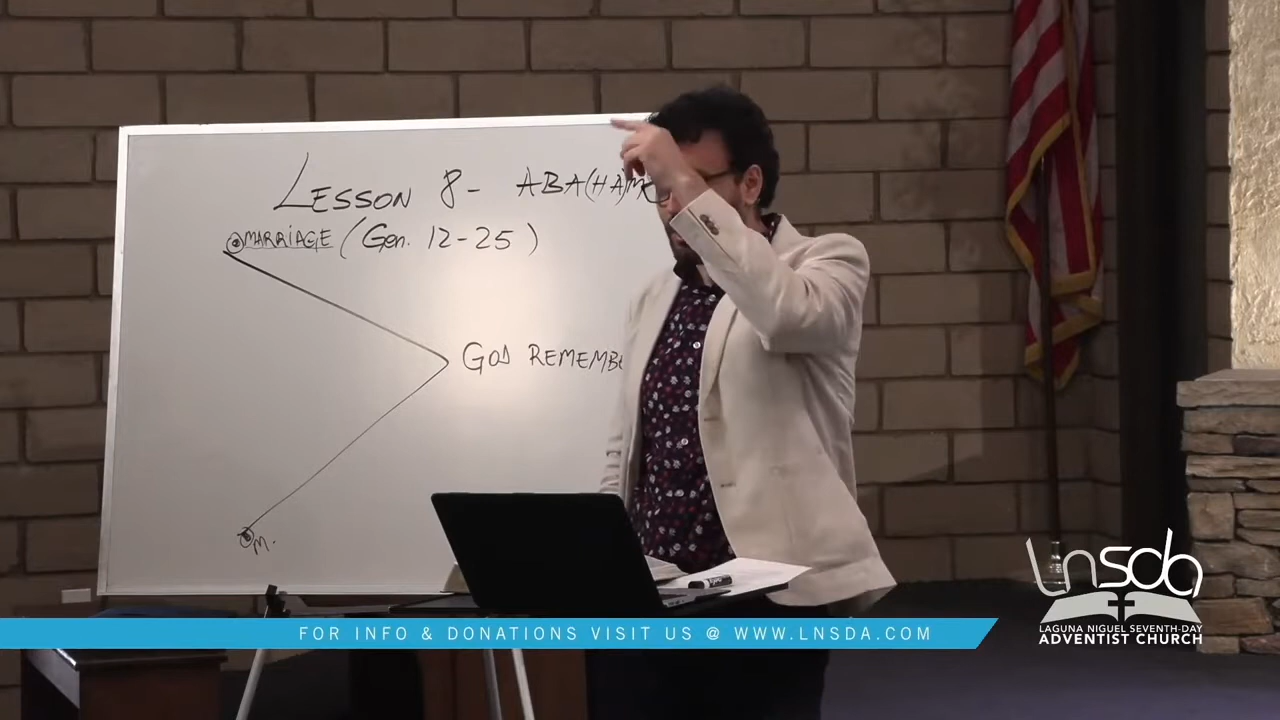 LESSON 8 - ABA(HA)M
MARRIAGE (Gen. 12-25)
GOD REMEMBE
M.
FOR INFO & DONATIONS VISIT US @ WWW.LNSDA.COM
LnSDA
LAGUNA NIGUEL SEVENTH-DAY
ADVENTIST CHURCH